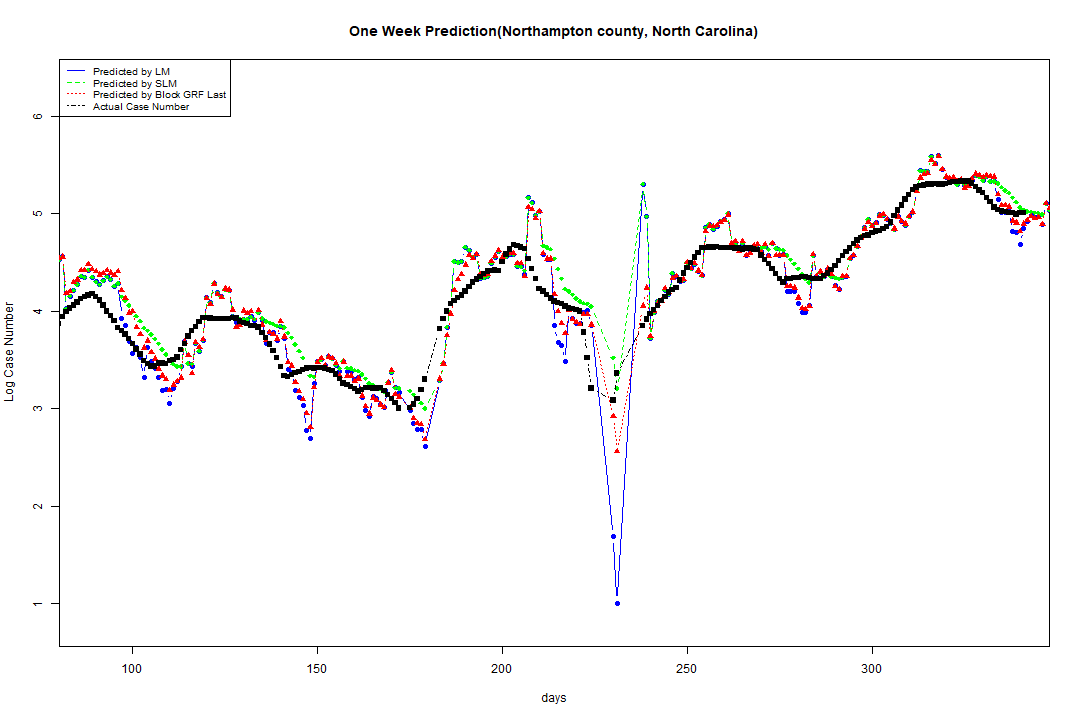 One Week Prediction(Northampton county, North Carolina)
Predicted by LM
Predicted by SLM
Predicted by Block GRF Last
Actual Case Number
Log Case Number
6
5
4
3
2
1
100 150 200 250 300
days